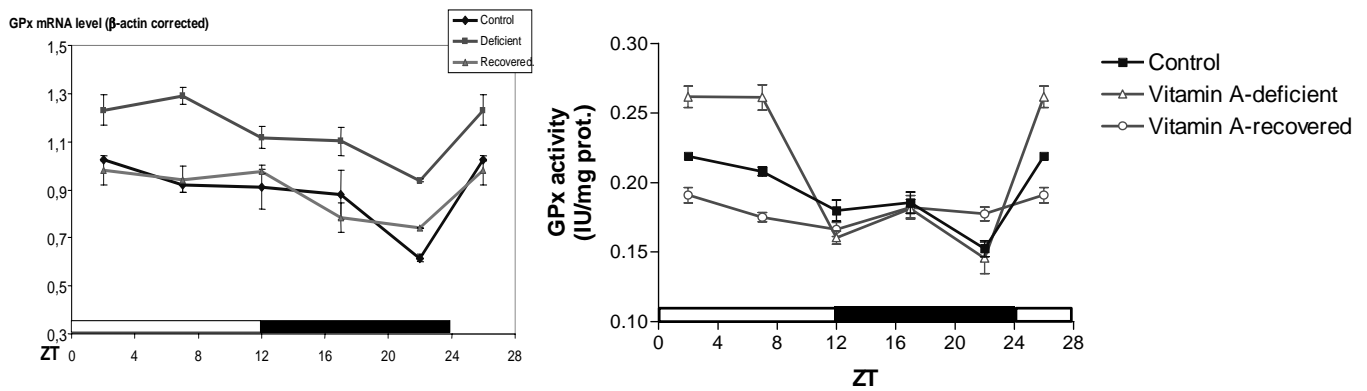 GPx mRNA level (β-actin corrected)
Control
Deficient
Recovered.
1,5
1,3
1,1
0,9
0,7
0,5
0,3
ZT
0 4 8 12 16 20 24 28
0.30
0.25
0.20
0.15
0.10
GPx activity
(IU/mg prot.)
0 4 8 12 16 20 24 28
ZT
Control
Vitamin A-deficient
Vitamin A-recovered